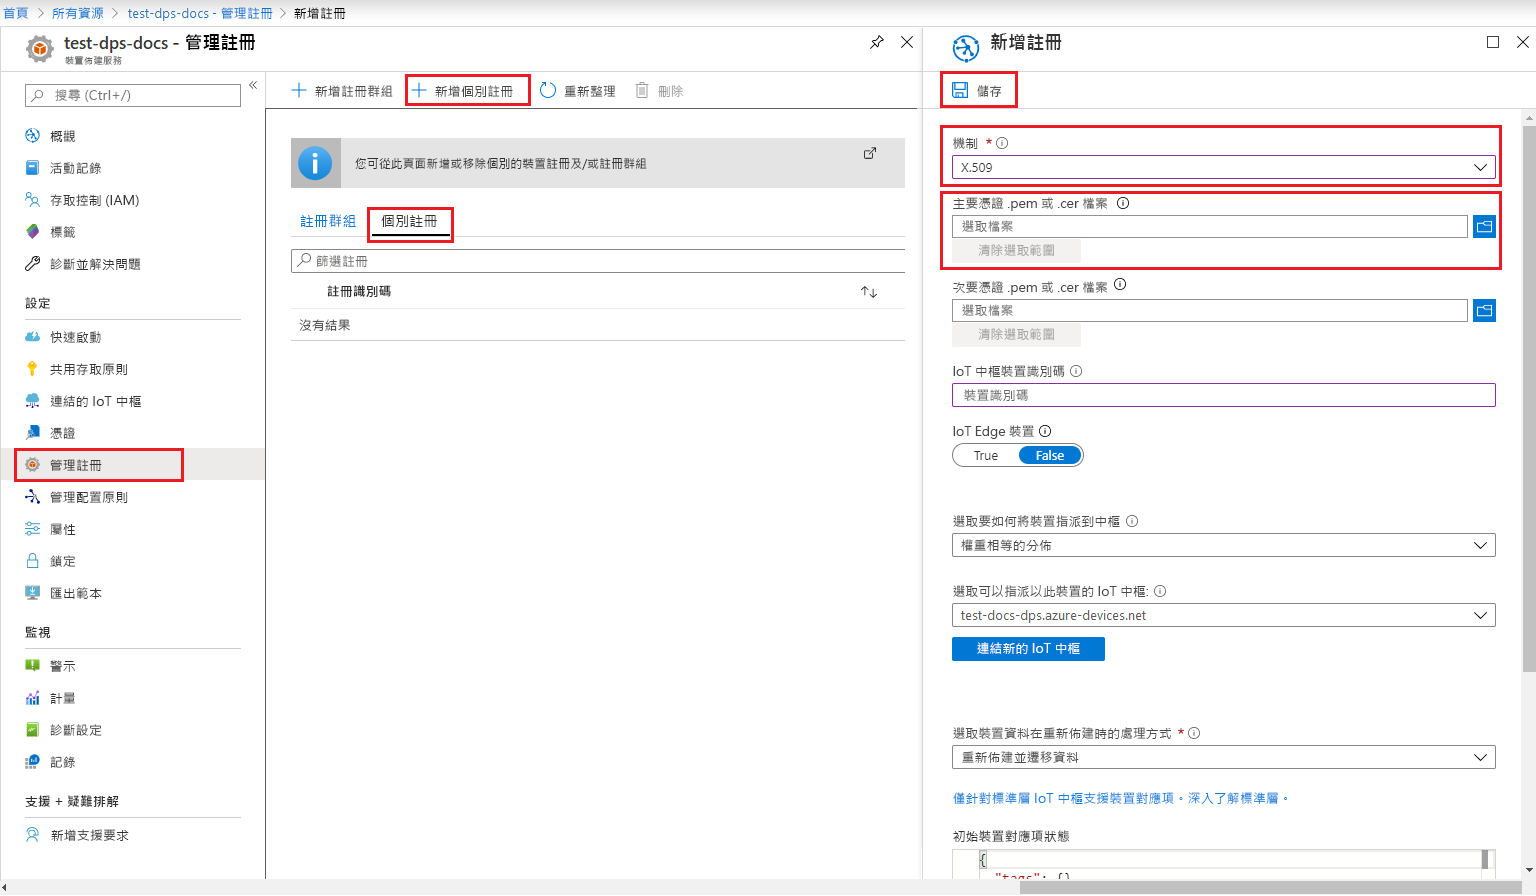 首頁 > 所有資源 > test-dps-docs - 管理註冊 > 新增註冊
test-dps-docs - 管理註冊
裝置佈建服務
搜尋 (Ctrl+/)
概觀
活動記錄
存取控制 (IAM)
標籤
診斷並解決問題
設定
快速啟動
共用存取原則
連結的 IoT 中樞
憑證
管理註冊
管理配置原則
屬性
鎖定
匯出範本
監視
警示
計量
診斷設定
記錄
支援 + 疑難排解
新增支援要求
新增註冊群組 新增個別註冊 重新整理 刪除
您可從此頁面新增或移除個別的裝置註冊及/或註冊群組
註冊群組 個別註冊
篩選註冊
註冊識別碼
沒有結果
新增註冊
儲存
機制 *
X.509
主要憑證 .pem 或 .cer 檔案
選取檔案
清除選取範圍
次要憑證 .pem 或 .cer 檔案
選取檔案
清除選取範圍
IoT 中樞裝置識別碼
裝置識別碼
IoT Edge 裝置
True False
選取要如何將裝置指派到中樞
權重相等的分佈
選取可以指派以此裝置的 IoT 中樞:
test-docs-dps.azure-devices.net
連結新的 IoT 中樞
選取裝置資料在重新佈建時的處理方式 *
重新佈建並遷移資料
僅針對標準層 IoT 中樞支援裝置對應項。深入了解標準層。
初始裝置對應項狀態
{
"tags": {}